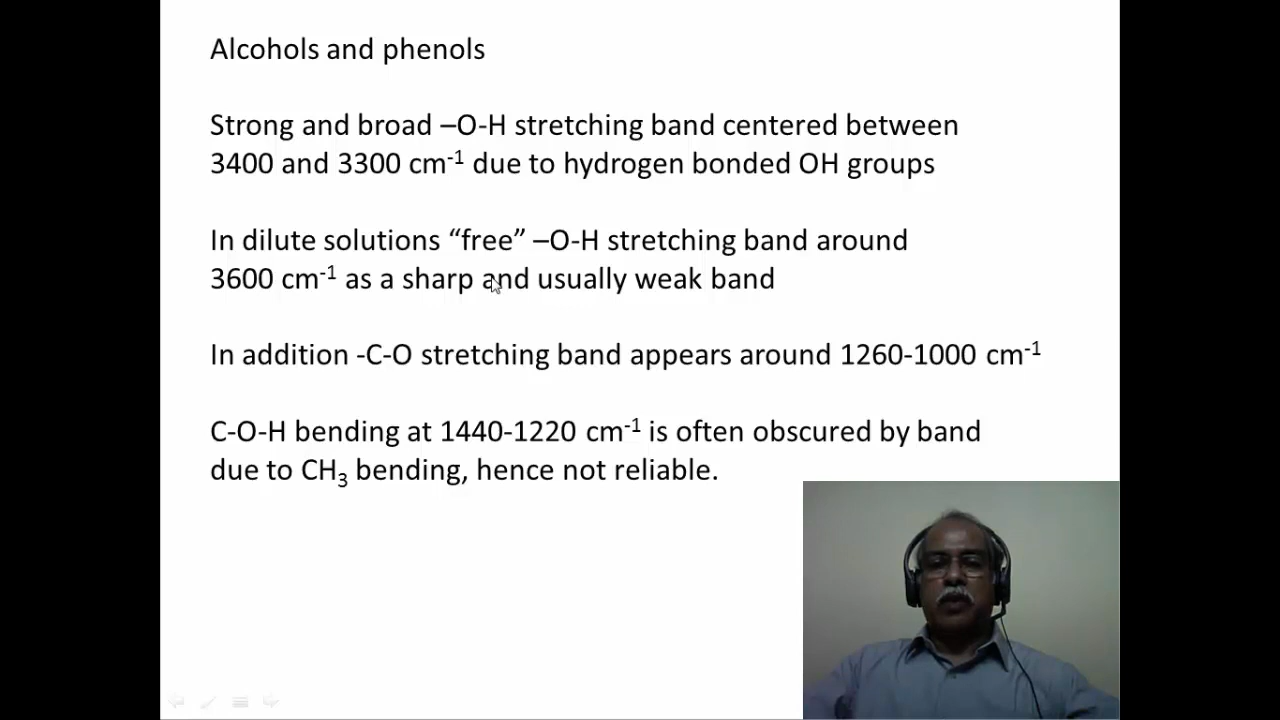 Alcohols and phenols
Strong and broad –O-H stretching band centered between
3400 and 3300 cm⁻¹ due to hydrogen bonded OH groups
In dilute solutions “free” –O-H stretching band around
3600 cm⁻¹ as a sharp and usually weak band
In addition -C-O stretching band appears around 1260-1000 cm⁻¹
C-O-H bending at 1440-1220 cm⁻¹ is often obscured by band
due to CH₃ bending, hence not reliable.